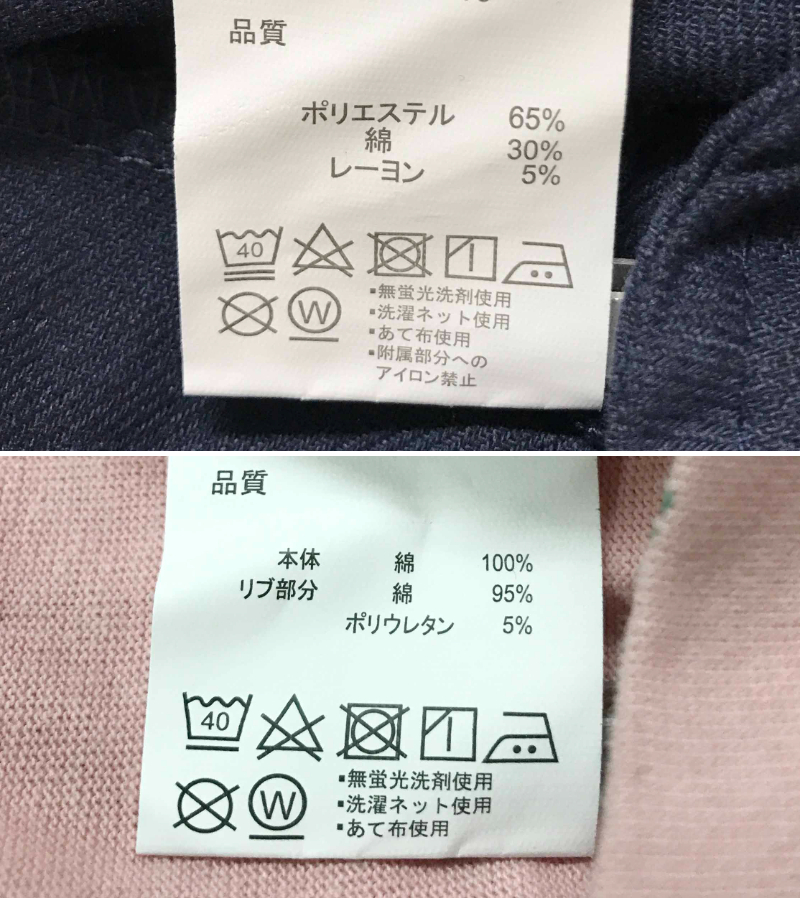 品質
ポリエステル 65%
綿 30%
レーヨン 5%
40
W
▪無蛍光洗剤使用
▪洗濯ネット使用
▪あて布使用
▪附属部分への
アイロン禁止
品質
本体 綿 100%
リブ部分 綿 95%
ポリウレタン 5%
40
W
▪無蛍光洗剤使用
▪洗濯ネット使用
▪あて布使用